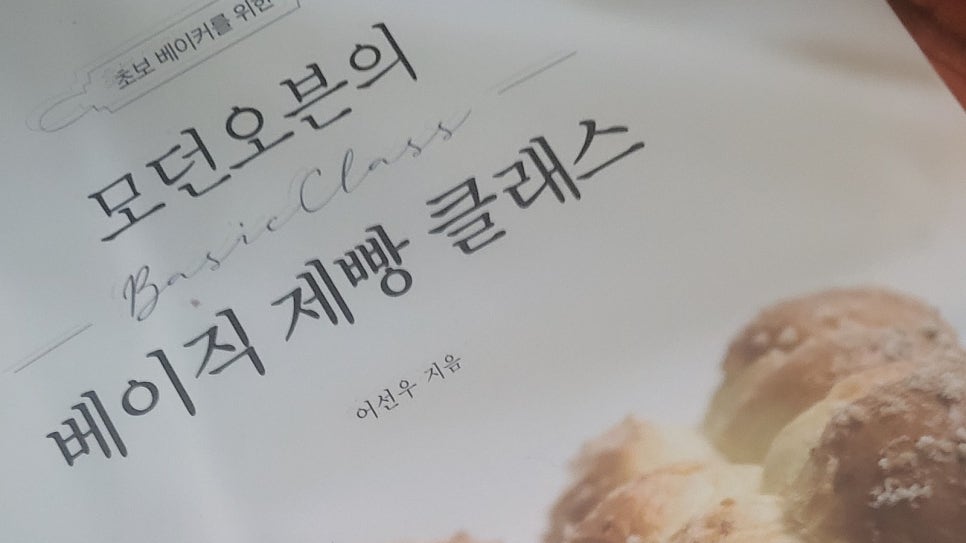 초보 베이커를 위한
모던오븐의
Basic Class
베이직 제빵 클래스
이선우 지음